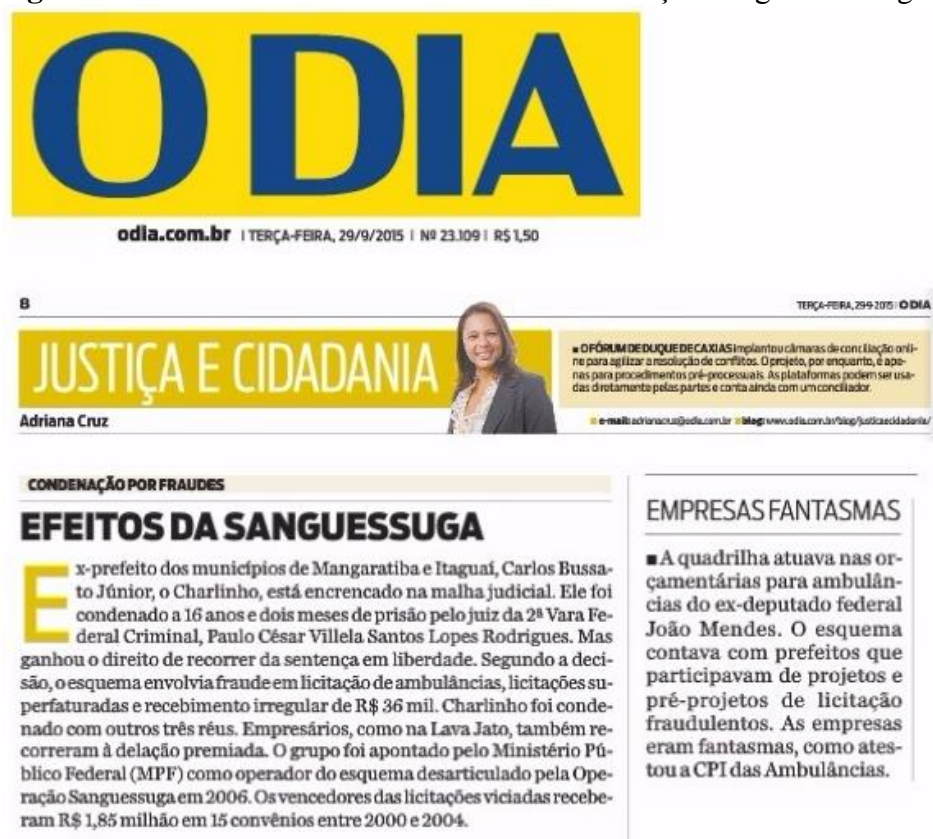 O DIA
odia.com.br | TERÇA-FEIRA, 29/9/2015 | Nº 23.109 | R$ 1,50
8
TERÇA-FEIRA, 29.9.2015 | O DIA
JUSTIÇA E CIDADANIA
Adriana Cruz
■ O FÓRUM DE DUQUE DE CAXIAS implantou câmaras de conciliação onli-
ne para agilizar a resolução de conflitos. O projeto, por enquanto, é ape-
nas para procedimentos pré-processuais. As plataformas podem ser usa-
das diretamente pelas partes e conta ainda com um conciliador.
■ e-mail: adrianacruz@odia.com.br ■ blog: www.odia.com.br/blog/justicaecidadania/
CONDENAÇÃO POR FRAUDES
EFEITOS DA SANGUESSUGA
Ex-prefeito dos municípios de Mangaratiba e Itaguaí, Carlos Bussa-
to Júnior, o Charlinho, está encrencado na malha judicial. Ele foi
condenado a 16 anos e dois meses de prisão pelo juiz da 2ª Vara Fe-
deral Criminal, Paulo César Villela Santos Lopes Rodrigues. Mas
ganhou o direito de recorrer da sentença em liberdade. Segundo a deci-
são, o esquema envolvia fraude em licitação de ambulâncias, licitações su-
perfaturadas e recebimento irregular de R$ 36 mil. Charlinho foi conde-
nado com outros três réus. Empresários, como na Lava Jato, também re-
correram à delação premiada. O grupo foi apontado pelo Ministério Pú-
blico Federal (MPF) como operador do esquema desarticulado pela Ope-
ração Sanguessuga em 2006. Os vencedores das licitações viciadas recebe-
ram R$ 1,85 milhão em 15 convênios entre 2000 e 2004.
EMPRESAS FANTASMAS
■ A quadrilha atuava nas or-
çamentárias para ambulân-
cias do ex-deputado federal
João Mendes. O esquema
contava com prefeitos que
participavam de projetos e
pré-projetos de licitação
fraudulentos. As empresas
eram fantasmas, como ates-
tou a CPI das Ambulâncias.